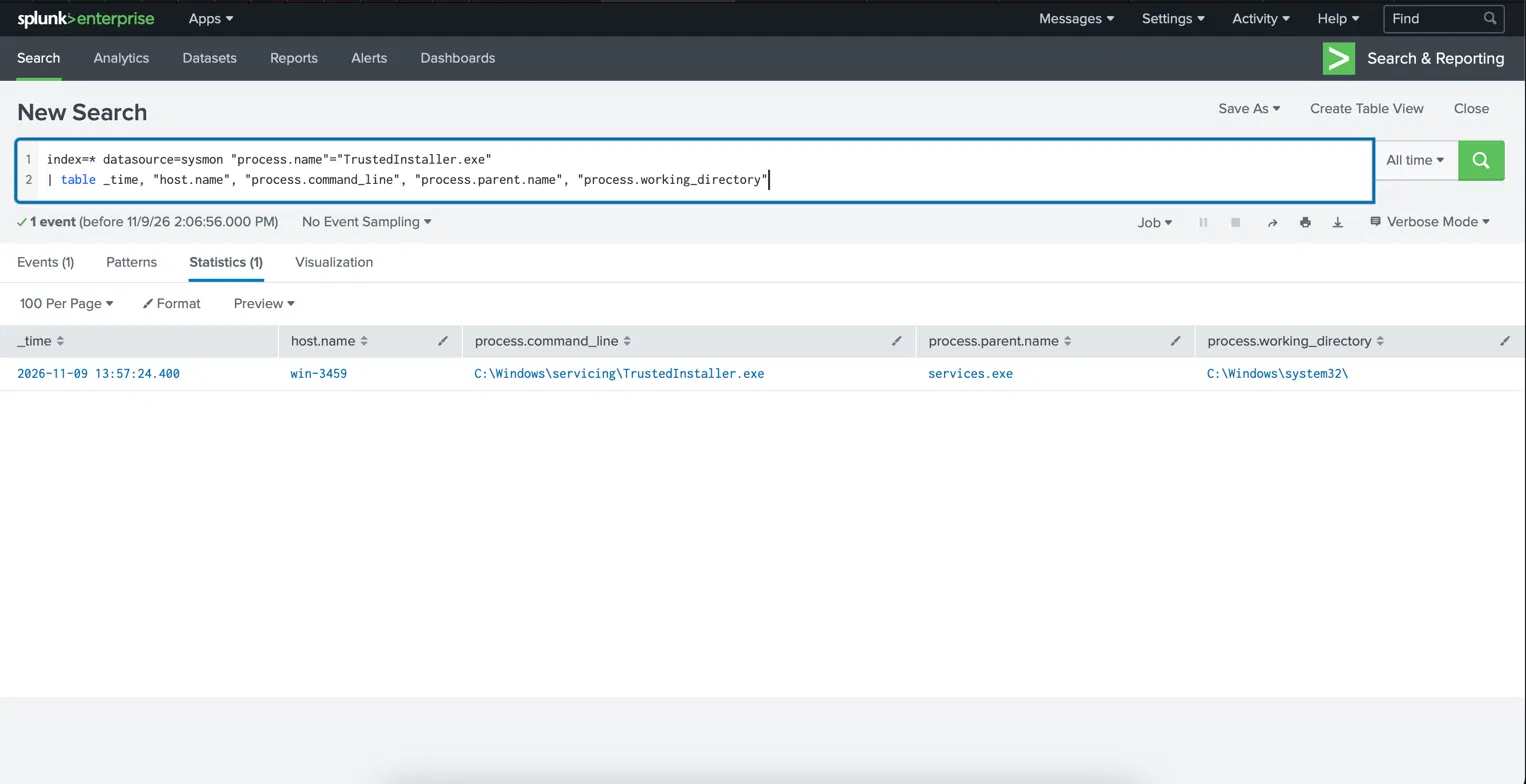 splunk>enterprise Apps Messages Settings Activity Help Find
Search Analytics Datasets Reports Alerts Dashboards Search & Reporting
New Search Save As Create Table View Close
1 index=* datasource=sysmon "process.name"="TrustedInstaller.exe" All time
2 | table _time, "host.name", "process.command_line", "process.parent.name", "process.working_directory"
1 event (before 11/9/26 2:06:56.000 PM) No Event Sampling Job Verbose Mode
Events (1) Patterns Statistics (1) Visualization
100 Per Page Format Preview
_time host.name process.command_line process.parent.name process.working_directory
2026-11-09 13:57:24.400 win-3459 C:\Windows\servicing\TrustedInstaller.exe services.exe C:\Windows\system32\